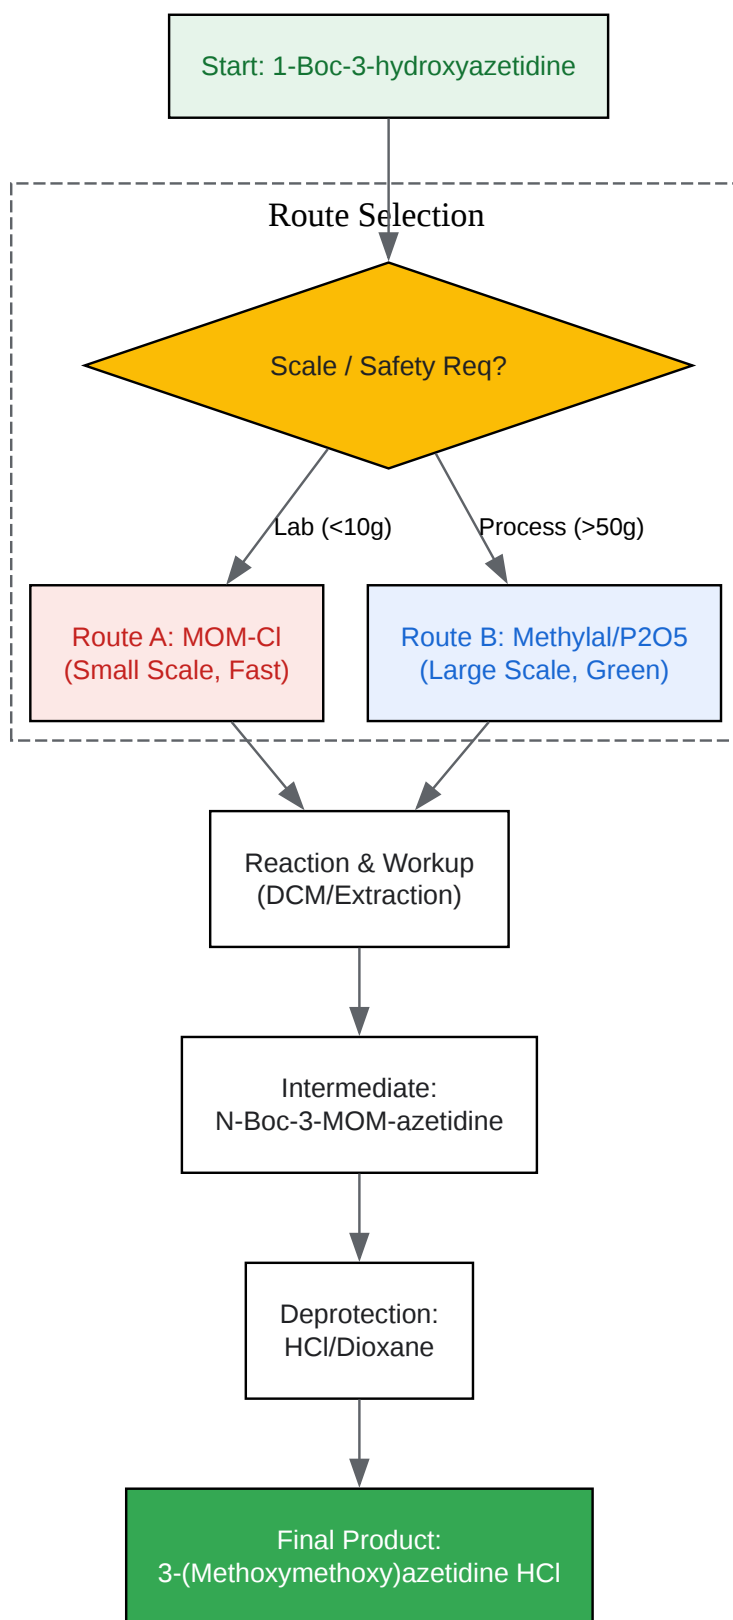 Start: 1-Boc-3-hydroxyazetidine
Route Selection
Scale / Safety Req?
Lab (<10g)
Process (>50g)
Route A: MOM-Cl
(Small Scale, Fast)
Route B: Methylal/P2O5
(Large Scale, Green)
Reaction & Workup
(DCM/Extraction)
Intermediate:
N-Boc-3-MOM-azetidine
Deprotection:
HCl/Dioxane
Final Product:
3-(Methoxymethoxy)azetidine HCl